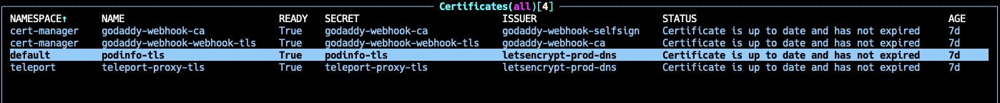 Certificates(all)[4]
NAMESPACE↑ NAME READY SECRET ISSUER STATUS AGE
cert-manager godaddy-webhook-ca True godaddy-webhook-ca godaddy-webhook-selfsign Certificate is up to date and has not expired 7d
cert-manager godaddy-webhook-webhook-tls True godaddy-webhook-webhook-tls godaddy-webhook-ca Certificate is up to date and has not expired 7d
default podinfo-tls True podinfo-tls letsencrypt-prod-dns Certificate is up to date and has not expired 7d
teleport teleport-proxy-tls True teleport-proxy-tls letsencrypt-prod-dns Certificate is up to date and has not expired 7d